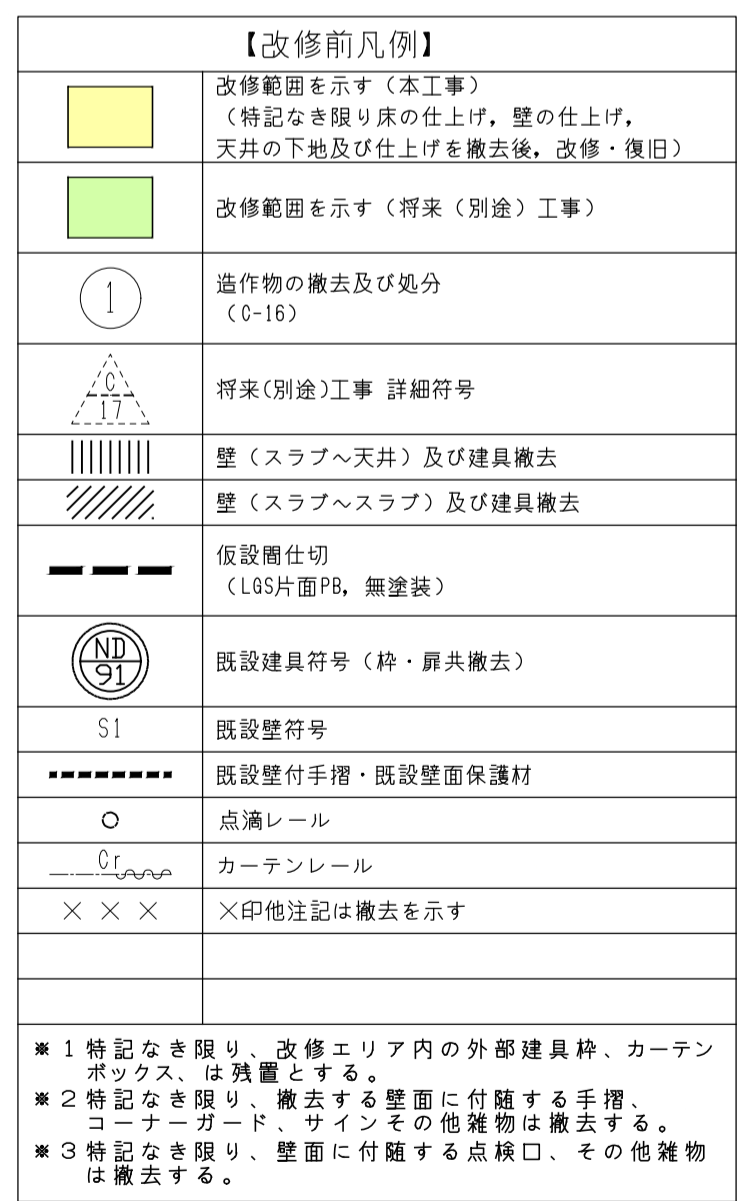 【改修前凡例】
改修範囲を示す（本工事）
（特記なき限り床の仕上げ，壁の仕上げ，
天井の下地及び仕上げを撤去後，改修・復旧）
改修範囲を示す（将来（別途）工事）
1
造作物の撤去及び処分
（C-16）
C
17
将来(別途)工事 詳細符号
壁（スラブ～天井）及び建具撤去
壁（スラブ～スラブ）及び建具撤去
仮設間仕切
（LGS片面PB，無塗装）
ND
91
既設建具符号（枠・扉共撤去）
S1
既設壁符号
既設壁付手摺・既設壁面保護材
点滴レール
Cr
カーテンレール
× × ×
×印他注記は撤去を示す
※１特記なき限り、改修エリア内の外部建具枠、カーテン
ボックス、は残置とする。
※２特記なき限り、撤去する壁面に付随する手摺、
コーナーガード、サインその他雑物は撤去する。
※３特記なき限り、壁面に付随する点検口、その他雑物
は撤去する。